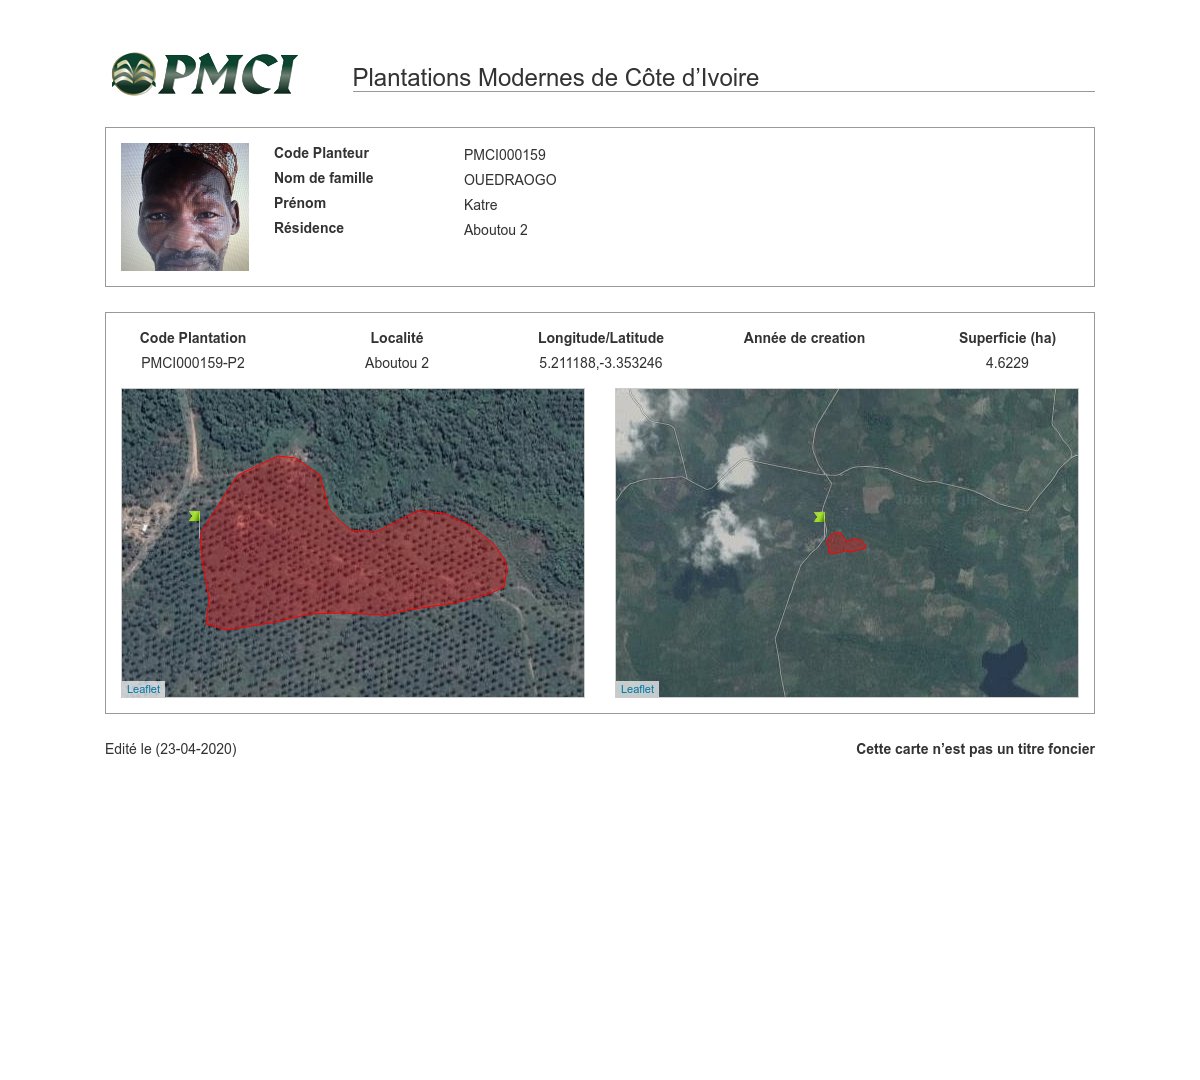 PMCI
Plantations Modernes de Côte d’Ivoire
Code Planteur PMCI000159
Nom de famille OUEDRAOGO
Prénom Katre
Résidence Aboutou 2
Code Plantation Localité Longitude/Latitude Année de creation Superficie (ha)
PMCI000159-P2 Aboutou 2 5.211188,-3.353246 4.6229
Leaflet Leaflet
Edité le (23-04-2020) Cette carte n’est pas un titre foncier